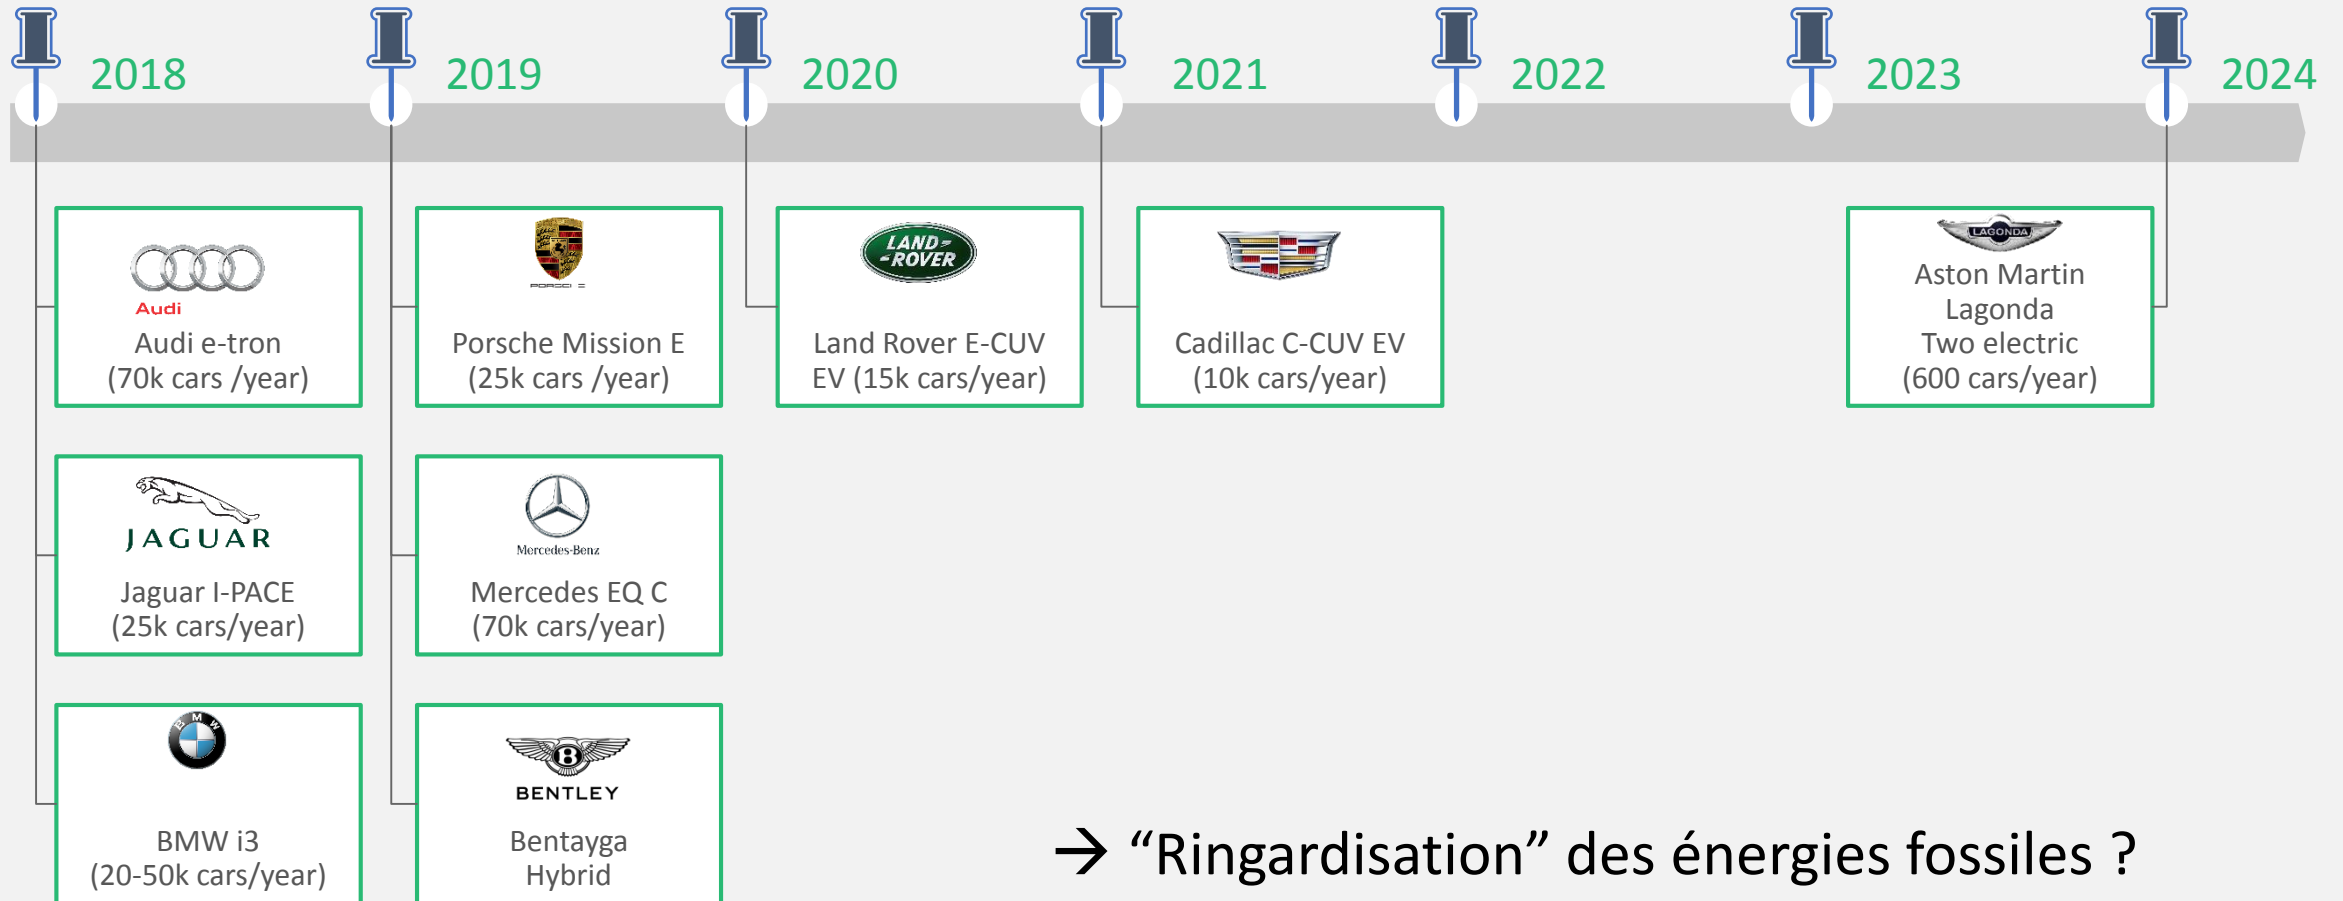 2018
2019
2020
2021
2022
2023
2024
Audi
Audi e-tron
(70k cars /year)
PORSCHE
Porsche Mission E
(25k cars /year)
LAND-
-ROVER
Land Rover E-CUV
EV (15k cars/year)
Cadillac C-CUV EV
(10k cars/year)
LAGONDA
Aston Martin
Lagonda
Two electric
(600 cars/year)
JAGUAR
Jaguar I-PACE
(25k cars/year)
Mercedes-Benz
Mercedes EQ C
(70k cars/year)
BMW
BMW i3
(20-50k cars/year)
B
BENTLEY
Bentayga
Hybrid
→ “Ringardisation” des énergies fossiles ?